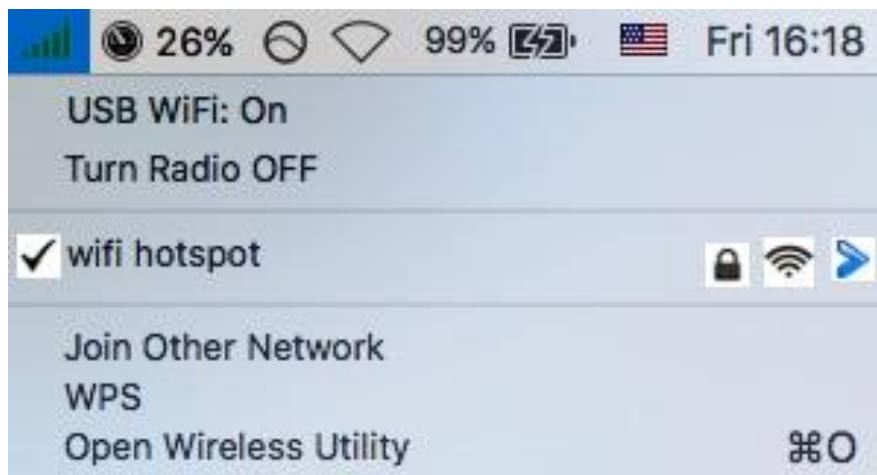 26% 99% Fri 16:18
USB WiFi: On
Turn Radio OFF
wifi hotspot
Join Other Network
WPS
Open Wireless Utility ⌘O